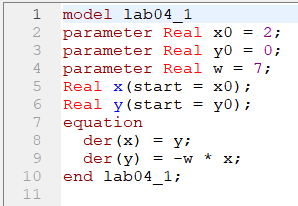 1 model lab04_1
2 parameter Real x0 = 2;
3 parameter Real y0 = 0;
4 parameter Real w = 7;
5 Real x(start = x0);
6 Real y(start = y0);
7 equation
8 der(x) = y;
9 der(y) = -w * x;
10 end lab04_1;
11